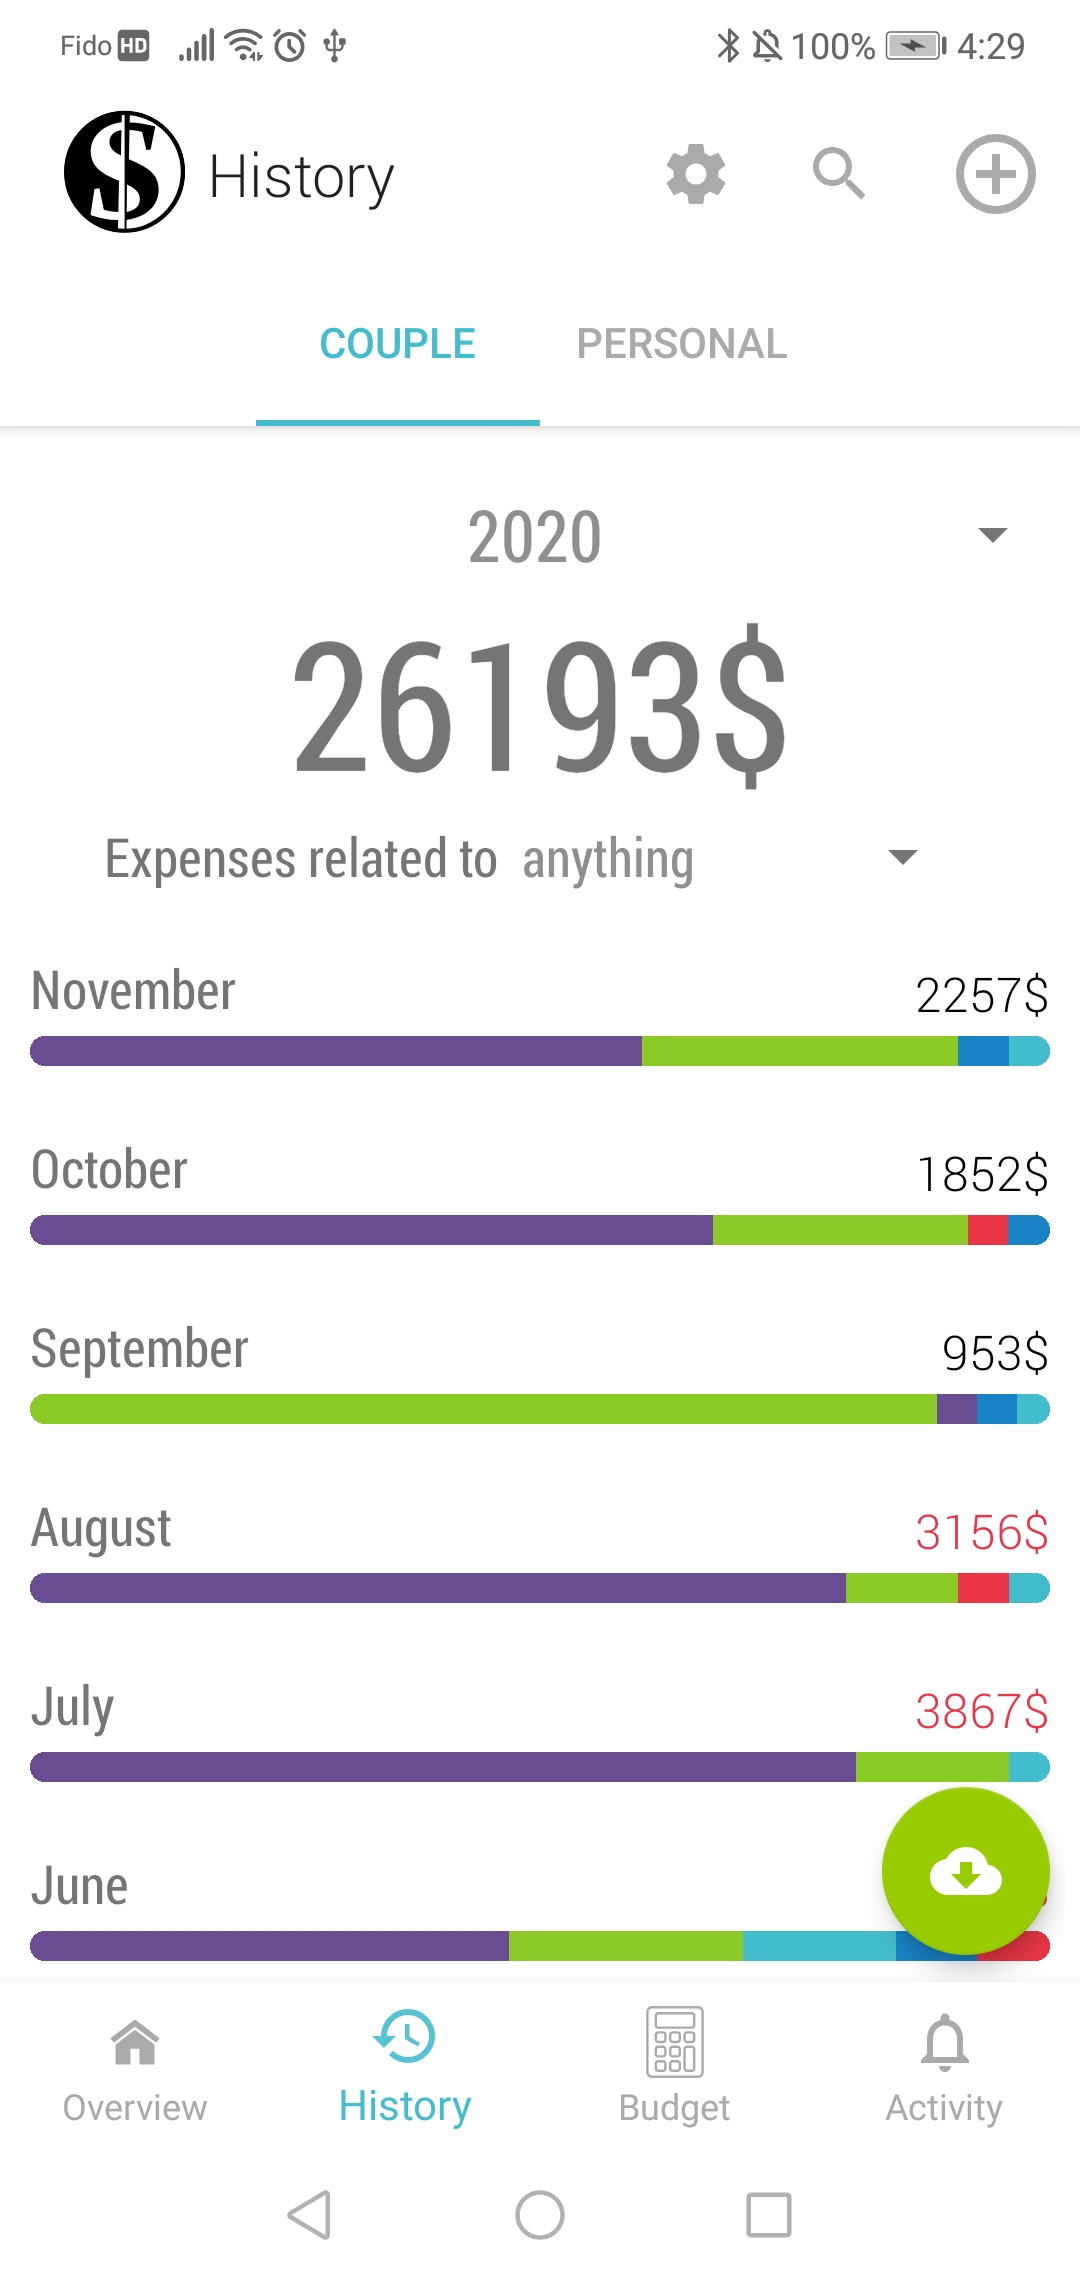 Fido HD 100% 4:29
History
COUPLE PERSONAL
2020
26193$
Expenses related to anything
November 2257$
October 1852$
September 953$
August 3156$
July 3867$
June
Overview History Budget Activity